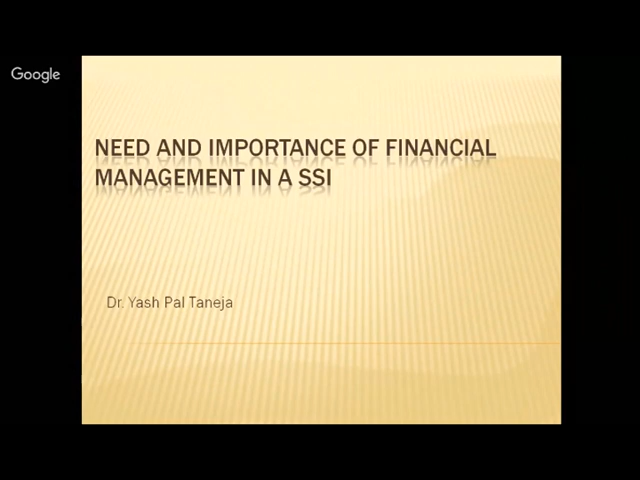 Google
NEED AND IMPORTANCE OF FINANCIAL
MANAGEMENT IN A SSI
Dr. Yash Pal Taneja